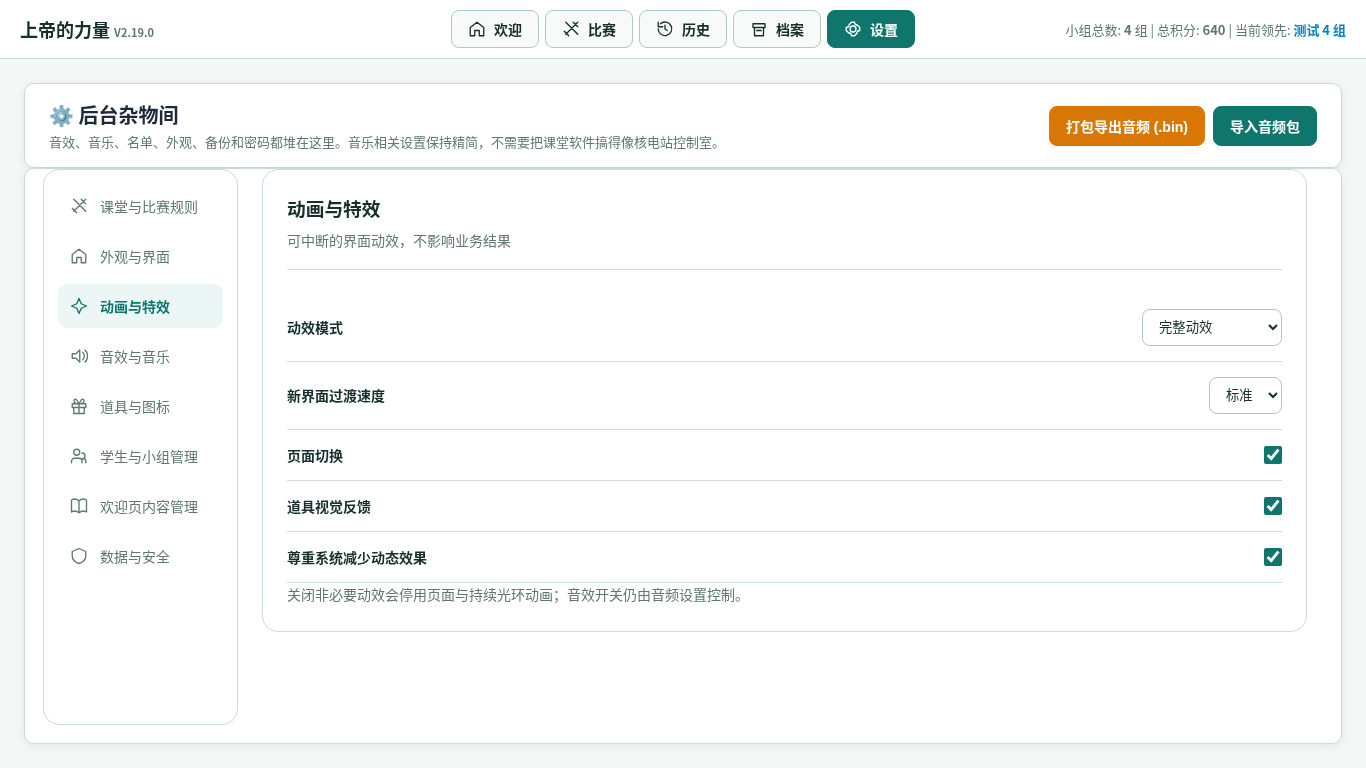 上帝的力量 V2.19.0
欢迎
比赛
历史
档案
设置
小组总数: 4 组 | 总积分: 640 | 当前领先: 测试 4 组
后台杂物间
音效、音乐、名单、外观、备份和密码都堆在这里。音乐相关设置保持精简，不需要把课堂软件搞得像核电站控制室。
打包导出音频 (.bin)
导入音频包
课堂与比赛规则
外观与界面
动画与特效
音效与音乐
道具与图标
学生与小组管理
欢迎页内容管理
数据与安全
动画与特效
可中断的界面动效，不影响业务结果
动效模式
完整动效
新界面过渡速度
标准
页面切换
道具视觉反馈
尊重系统减少动态效果
关闭非必要动效会停用页面与持续光环动画；音效开关仍由音频设置控制。